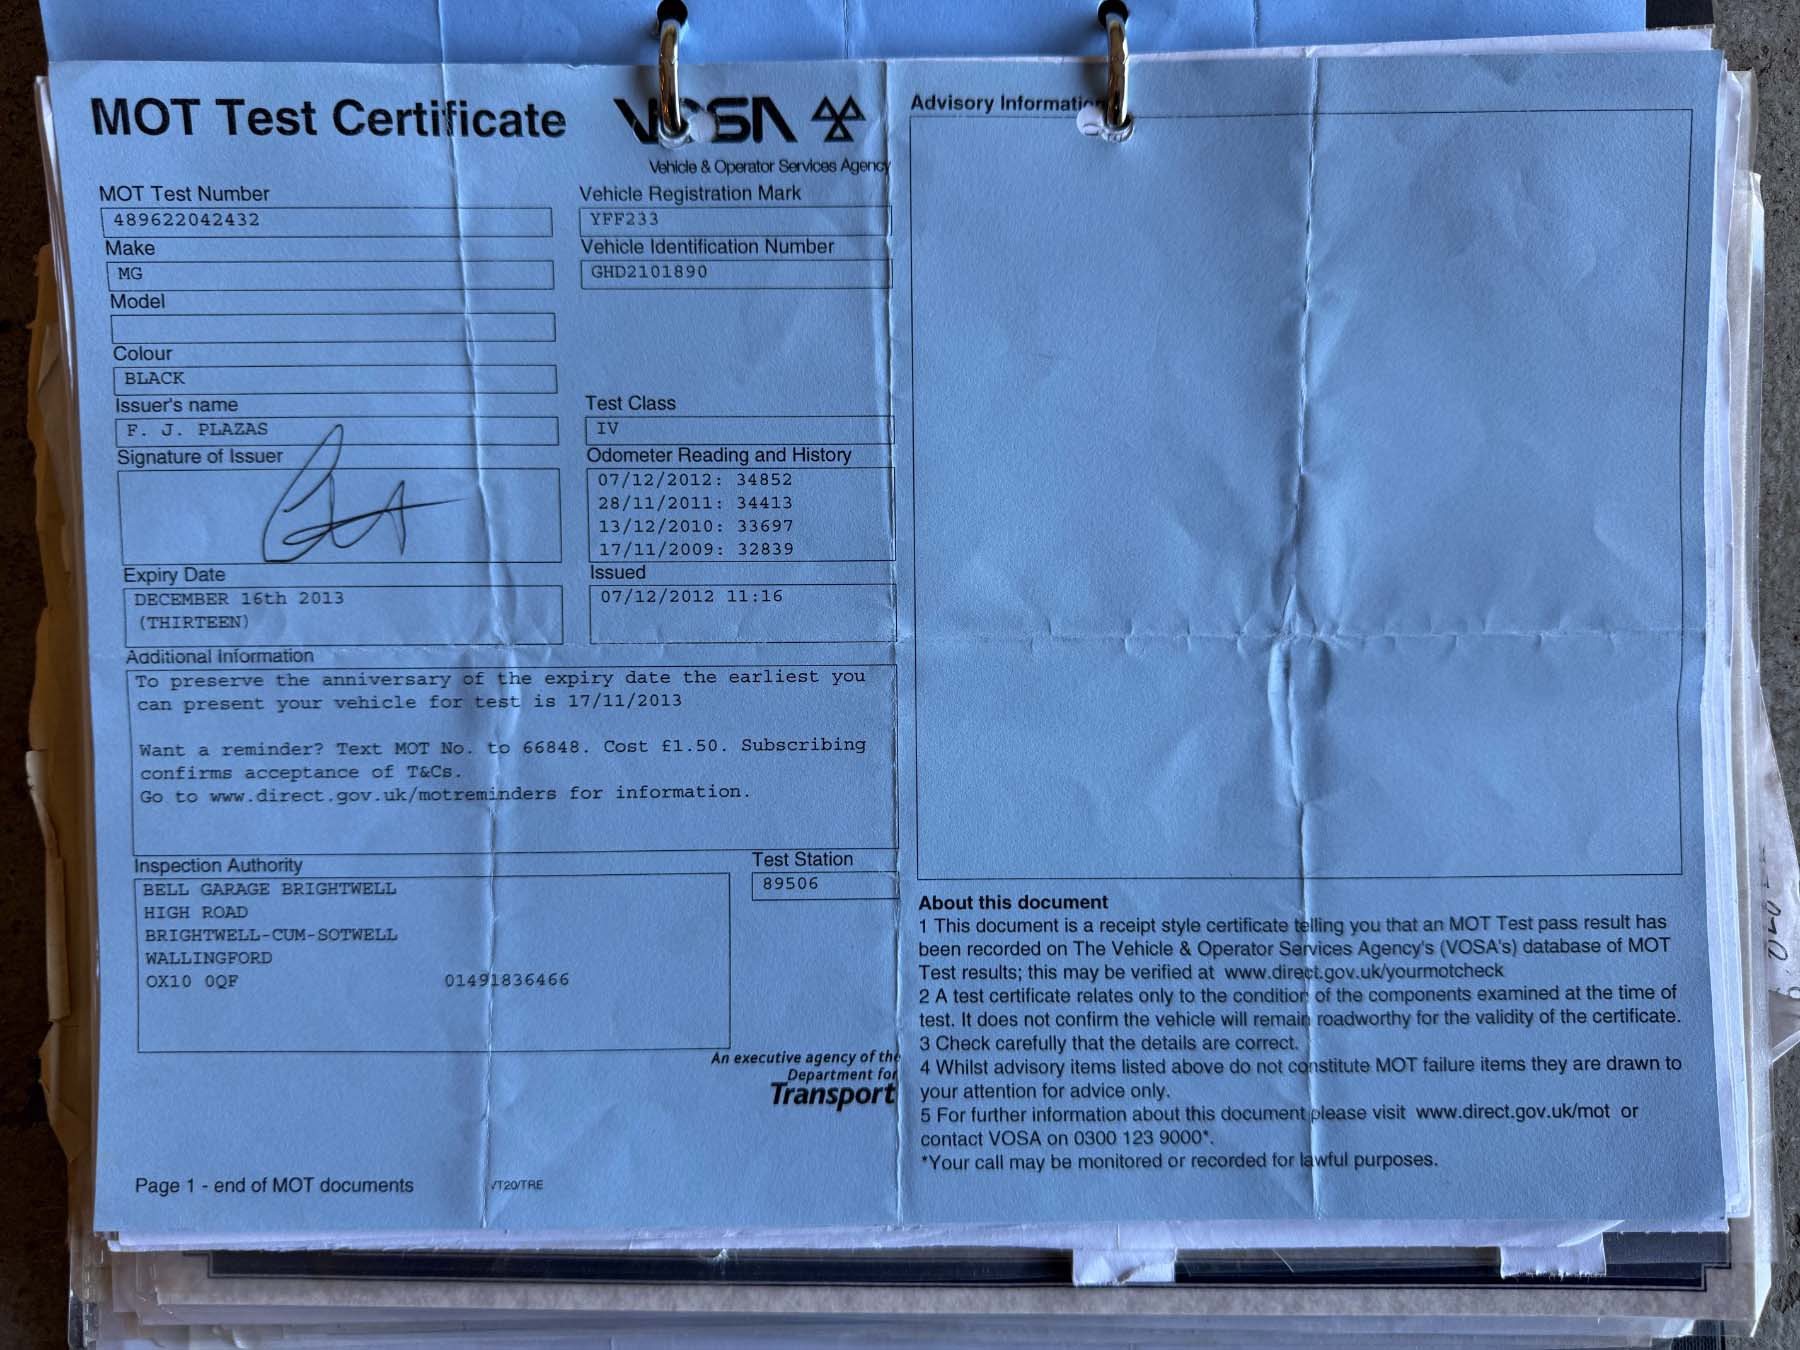 MOT Test Certificate
VOSA
Vehicle & Operator Services Agency
MOT Test Number
489622042432
Vehicle Registration Mark
YFF233
Make
MG
Vehicle Identification Number
GHD2101890
Model
Colour
BLACK
Issuer's name
F. J. PLAZAS
Test Class
IV
Signature of Issuer
Odometer Reading and History
07/12/2012: 34852
28/11/2011: 34413
13/12/2010: 33697
17/11/2009: 32839
Expiry Date
DECEMBER 16th 2013
(THIRTEEN)
Issued
07/12/2012 11:16
Additional Information
To preserve the anniversary of the expiry date the earliest you
can present your vehicle for test is 17/11/2013
Want a reminder? Text MOT No. to 66848. Cost £1.50. Subscribing
confirms acceptance of T&Cs.
Go to www.direct.gov.uk/motreminders for information.
Inspection Authority
BELL GARAGE BRIGHTWELL
HIGH ROAD
BRIGHTWELL-CUM-SOTWELL
WALLINGFORD
OX10 0QF 01491836466
Test Station
89506
An executive agency of the
Department for
Transport
Page 1 - end of MOT documents
VT20/TRE
Advisory Information
About this document
1 This document is a receipt style certificate telling you that an MOT Test pass result has
been recorded on The Vehicle & Operator Services Agency's (VOSA's) database of MOT
Test results; this may be verified at www.direct.gov.uk/yourmotcheck
2 A test certificate relates only to the condition of the components examined at the time of
test. It does not confirm the vehicle will remain roadworthy for the validity of the certificate.
3 Check carefully that the details are correct.
4 Whilst advisory items listed above do not constitute MOT failure items they are drawn to
your attention for advice only.
5 For further information about this document please visit www.direct.gov.uk/mot or
contact VOSA on 0300 123 9000*.
*Your call may be monitored or recorded for lawful purposes.